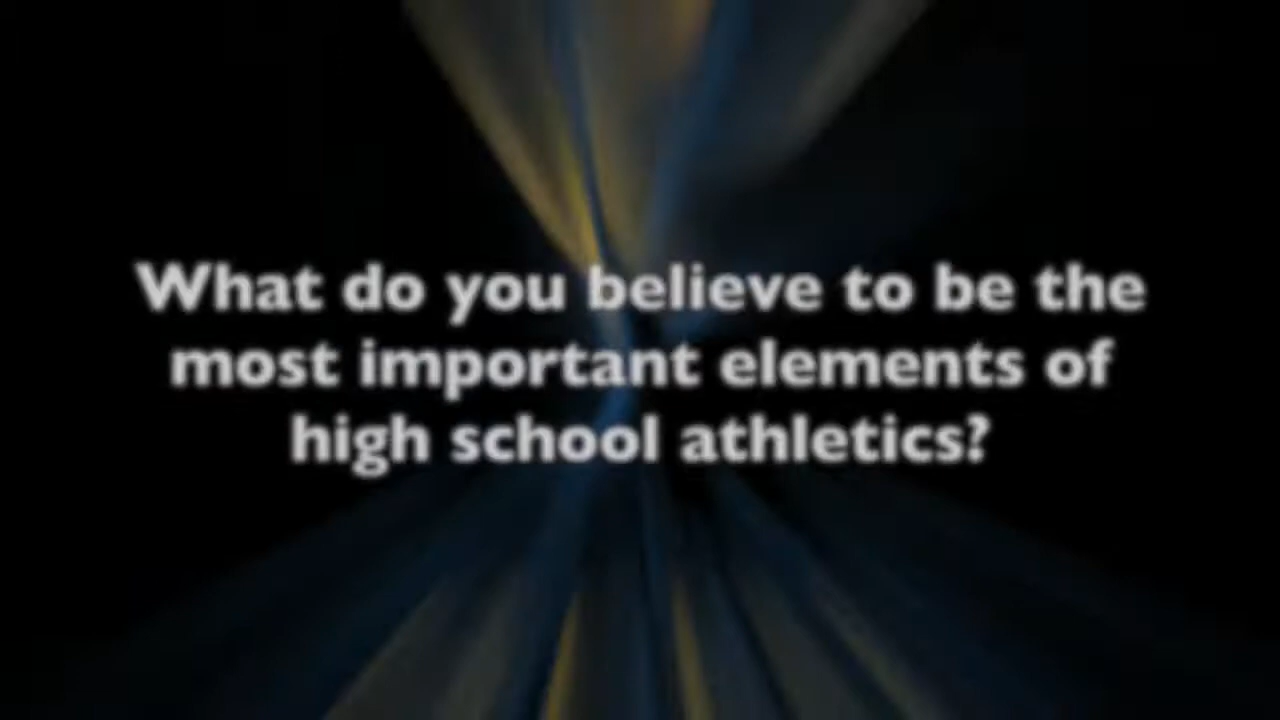 What do you believe to be the
most important elements of
high school athletics?